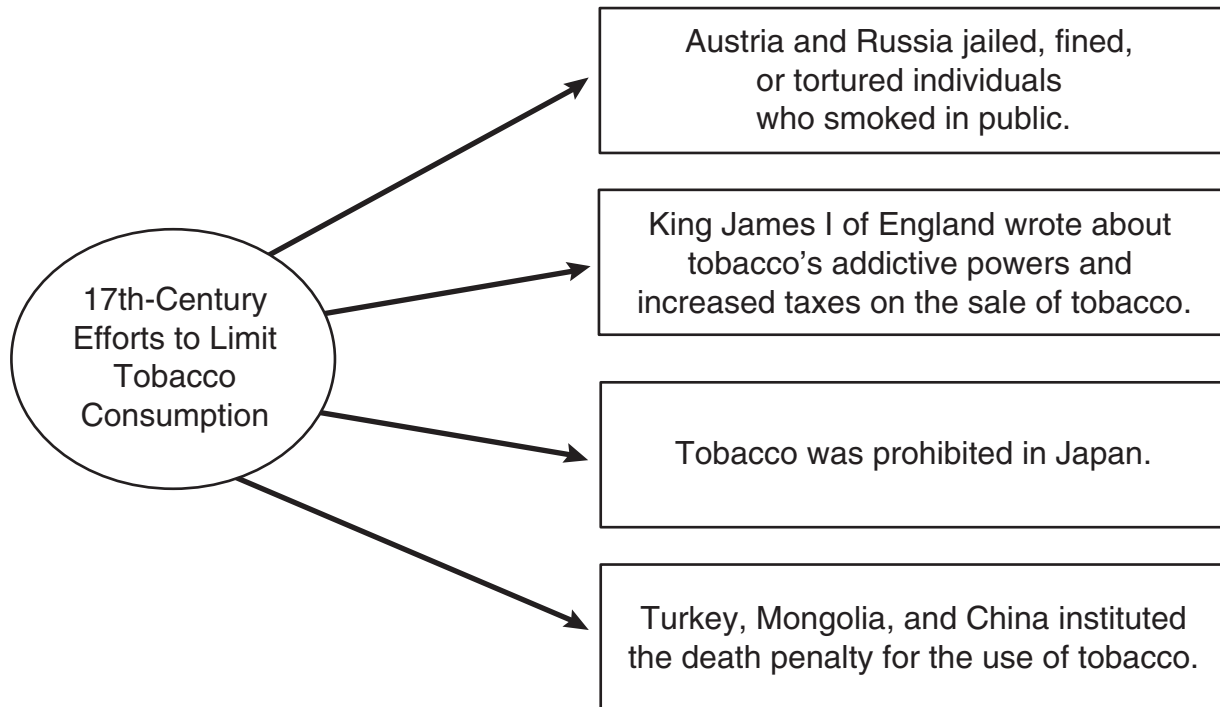 17th-Century
Efforts to Limit
Tobacco
Consumption
Austria and Russia jailed, fined,
or tortured individuals
who smoked in public.
King James I of England wrote about
tobacco’s addictive powers and
increased taxes on the sale of tobacco.
Tobacco was prohibited in Japan.
Turkey, Mongolia, and China instituted
the death penalty for the use of tobacco.